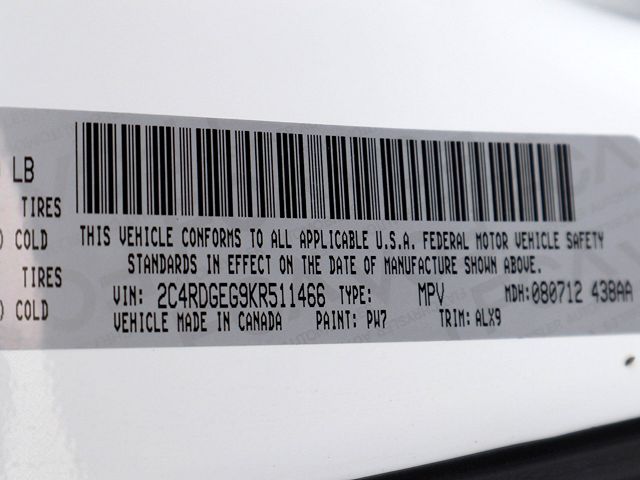 LB
TIRES
COLD
TIRES
COLD
THIS VEHICLE CONFORMS TO ALL APPLICABLE U.S.A. FEDERAL MOTOR VEHICLE SAFETY
STANDARDS IN EFFECT ON THE DATE OF MANUFACTURE SHOWN ABOVE.
VIN: 2C4RDGEG9KR511466 TYPE: MPV MDH:080712 438AA
VEHICLE MADE IN CANADA PAINT: PW7 TRIM:ALX9